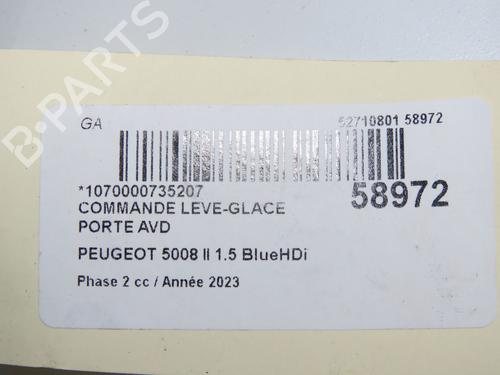 B-PARTS
GA
52710801 58972
*1070000735207
58972
COMMANDE LEVE-GLACE
PORTE AVD
PEUGEOT 5008 II 1.5 BlueHDi
Phase 2 cc / Année 2023